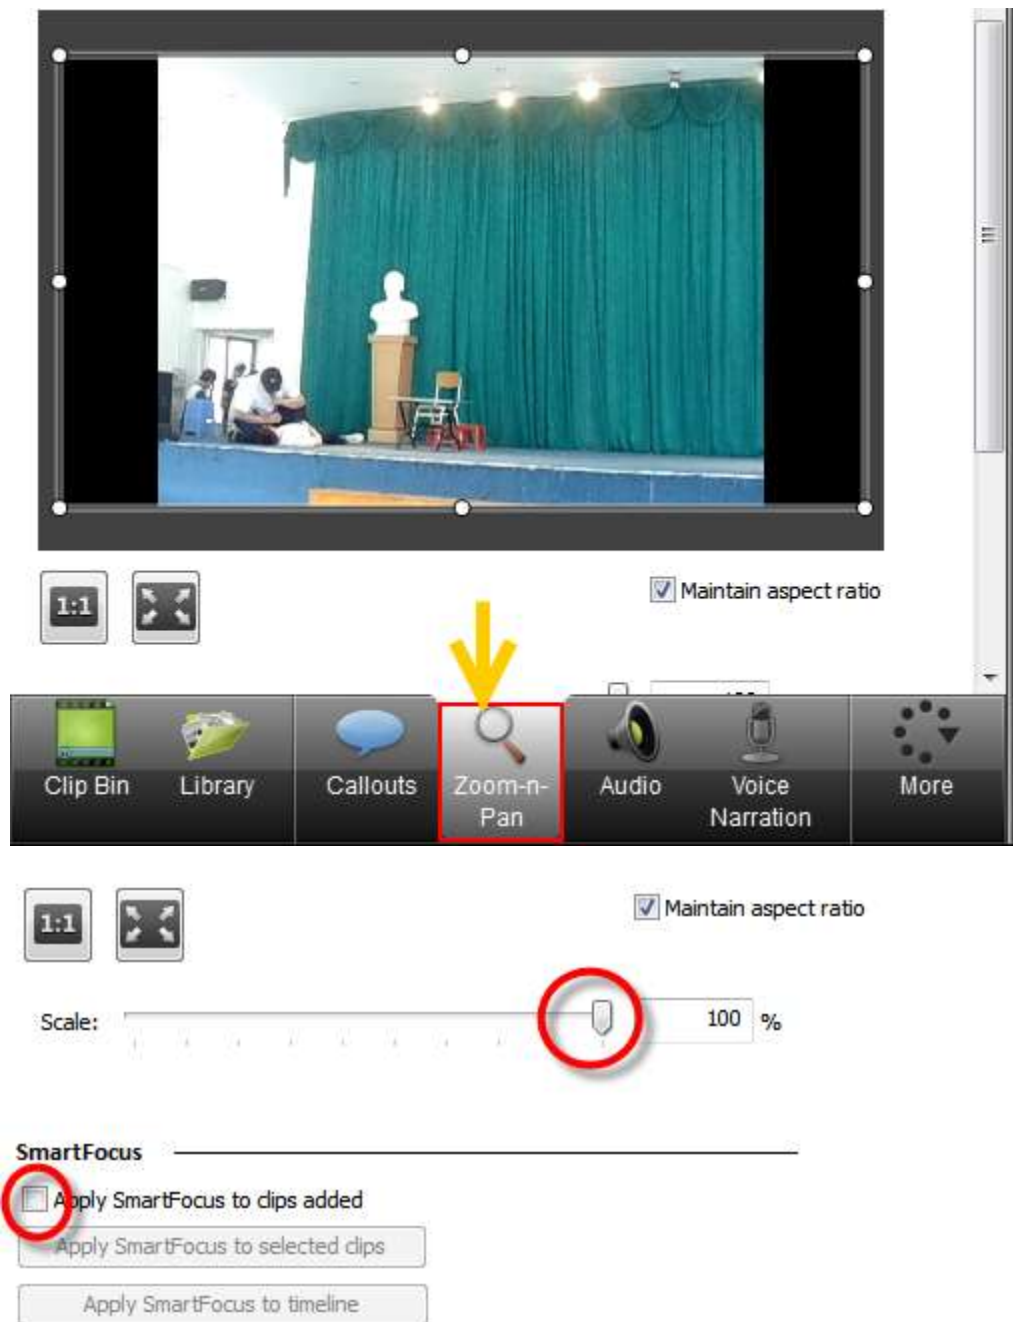 1:1
Maintain aspect ratio
Clip Bin
Library
Callouts
Zoom-n-
Pan
Audio
Voice
Narration
More
1:1
Maintain aspect ratio
Scale:
100 %
SmartFocus
Apply SmartFocus to clips added
Apply SmartFocus to selected clips
Apply SmartFocus to timeline